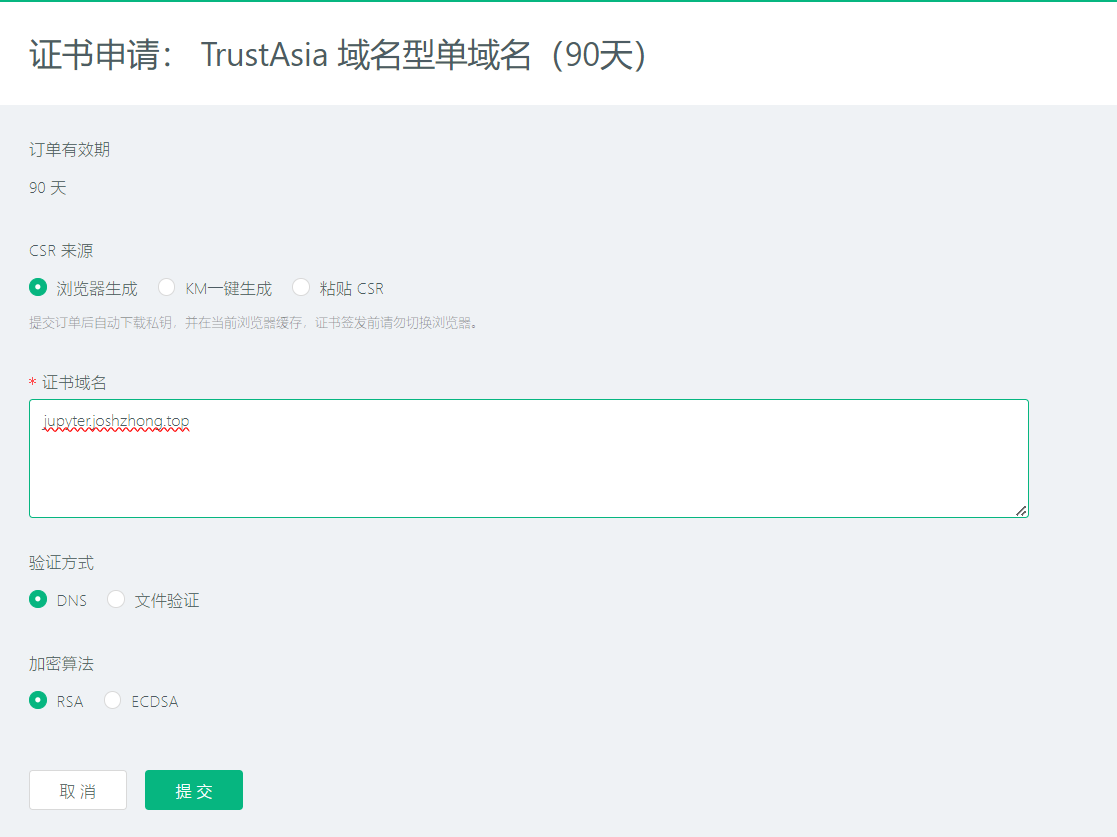 证书申请： TrustAsia 域名型单域名（90天）
订单有效期
90 天
CSR 来源
浏览器生成 KM一键生成 粘贴 CSR
提交订单后自动下载私钥，并在当前浏览器缓存，证书签发前请勿切换浏览器。
* 证书域名
jupyter.joshzhong.top
验证方式
DNS 文件验证
加密算法
RSA ECDSA
取 消 提 交